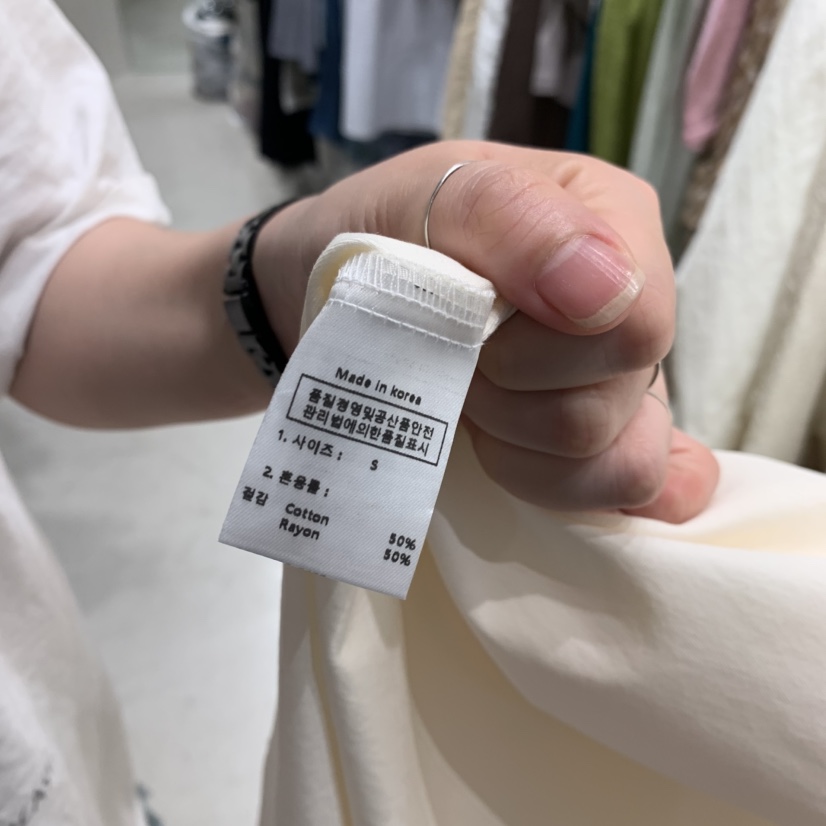 Made in korea
품질경영및공산품안전
관리법에의한품질표시
1. 사이즈 : S
2. 혼용률 :
겉감 Cotton 50%
Rayon 50%